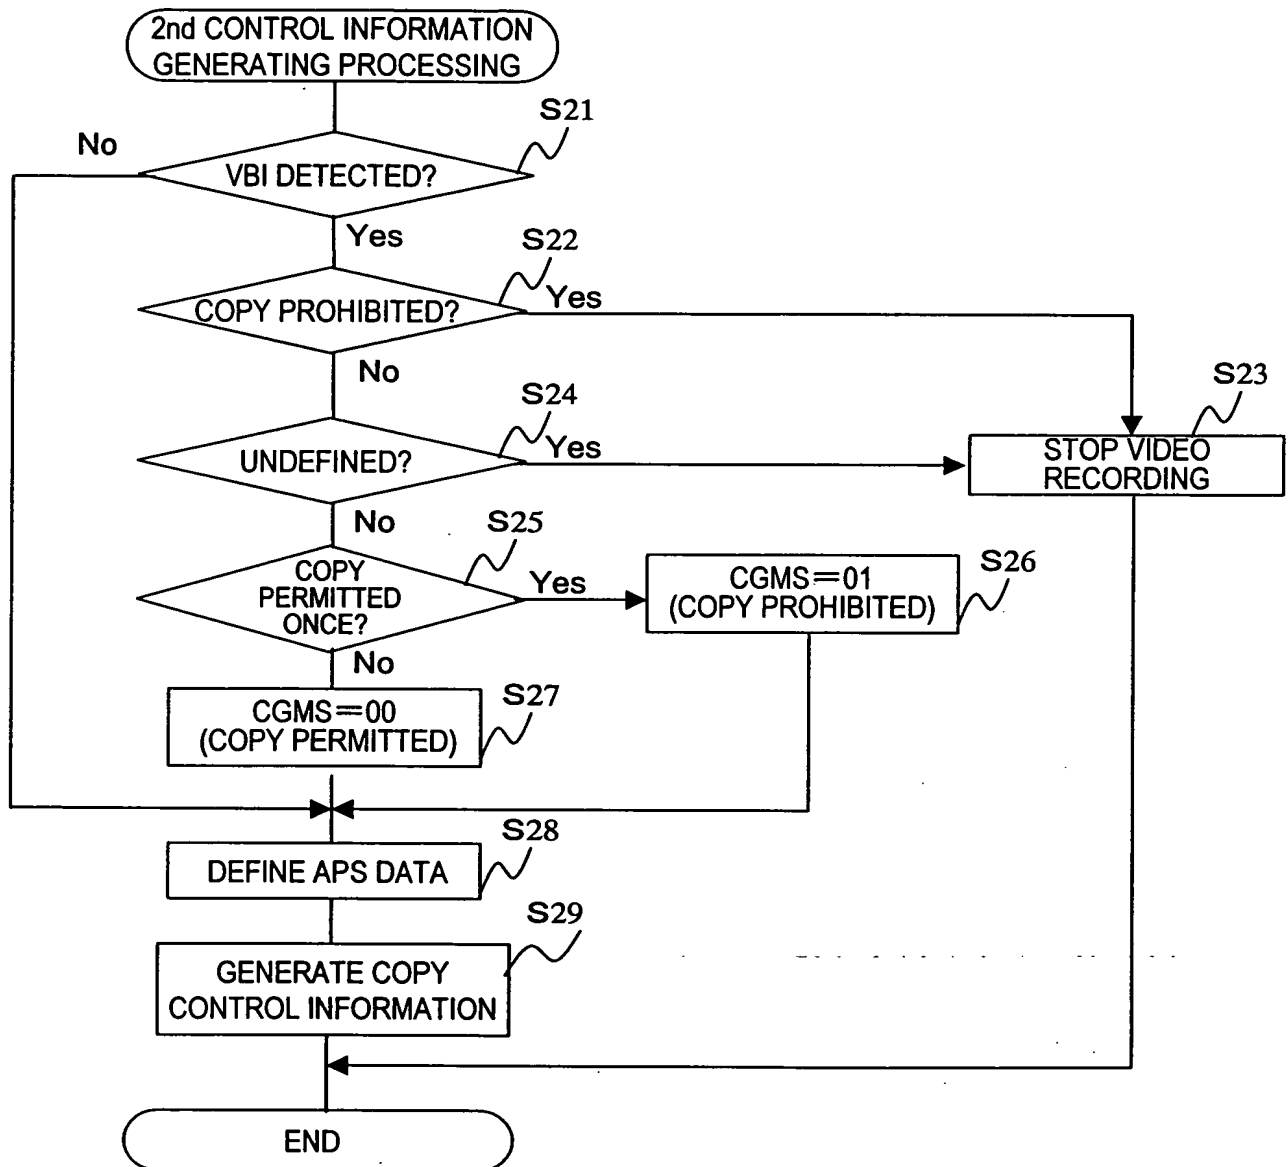 2nd CONTROL INFORMATION
GENERATING PROCESSING
S21
No
VBI DETECTED?
Yes
S22
COPY PROHIBITED?
Yes
No
S24
S23
UNDEFINED?
Yes
STOP VIDEO
RECORDING
No
S25
COPY
PERMITTED
ONCE?
Yes
CGMS=01
(COPY PROHIBITED)
S26
No
CGMS=00
(COPY PERMITTED)
S27
S28
DEFINE APS DATA
S29
GENERATE COPY
CONTROL INFORMATION
END